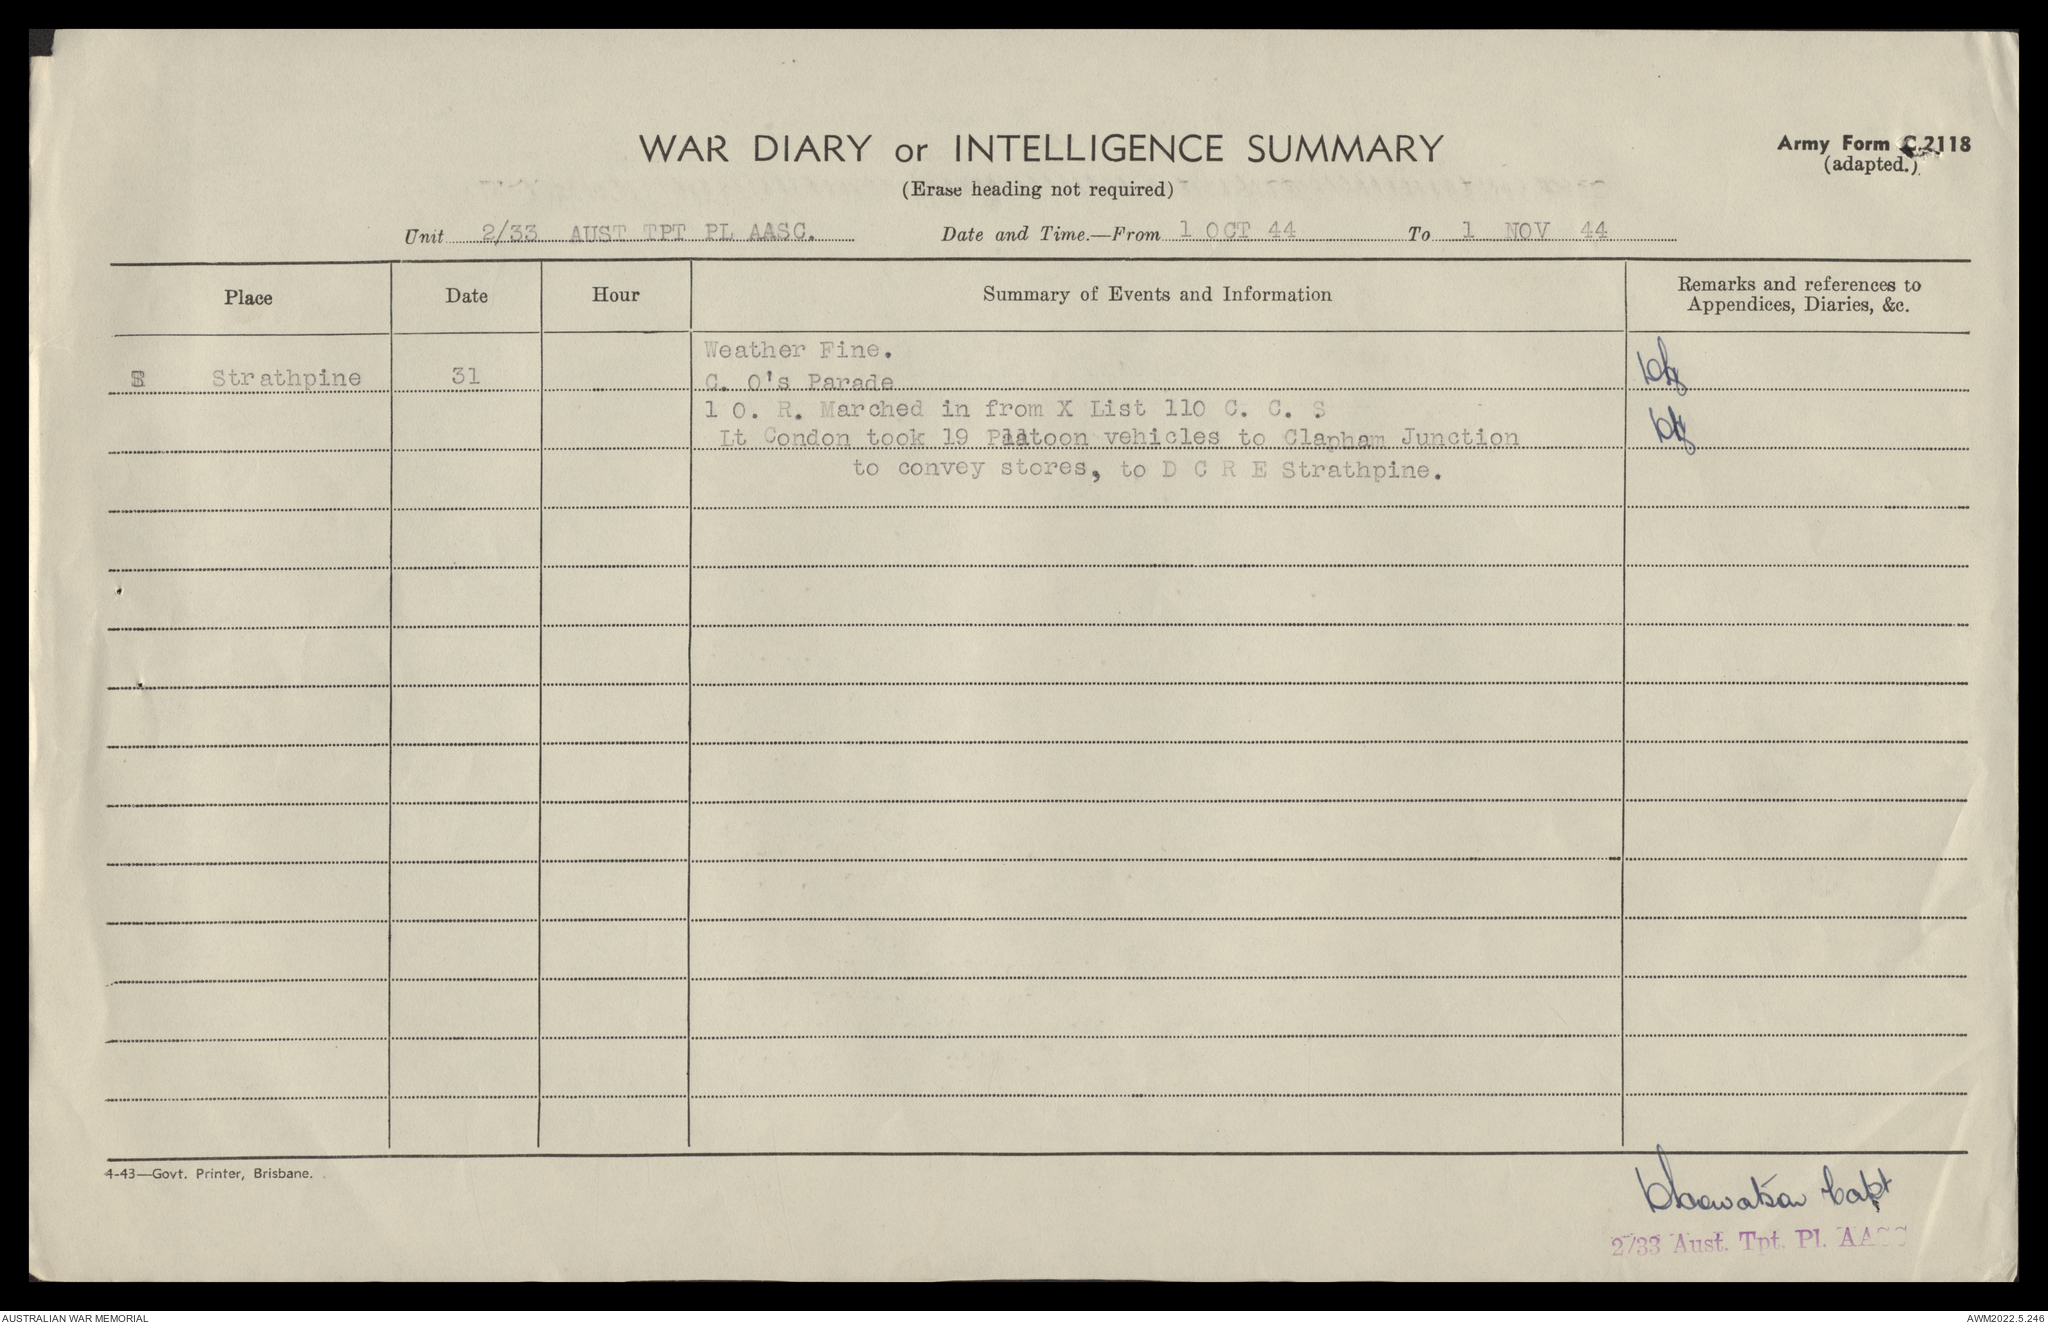 WAR DIARY or INTELLIGENCE SUMMARY
Army Form C.2118
(adapted.)
(Erase heading not required)
Unit 2/33 AUST TPT PL AASC.
Date and Time.—From 1 OCT 44 To 1 NOV 44
Place
Date
Hour
Summary of Events and Information
Remarks and references to
Appendices, Diaries, &c.
Weather Fine.
Strathpine 31 C. O's Parade
1 O. R. Marched in from X List 110 C. C. S.
Lt Condon took 19 Platoon vehicles to Clapham Junction
to convey stores, to D C R E Strathpine.
4-43—Govt. Printer, Brisbane.
Capt
2/33 Aust. Tpt. Pl. AASC
AUSTRALIAN WAR MEMORIAL
AWM2022.5.246